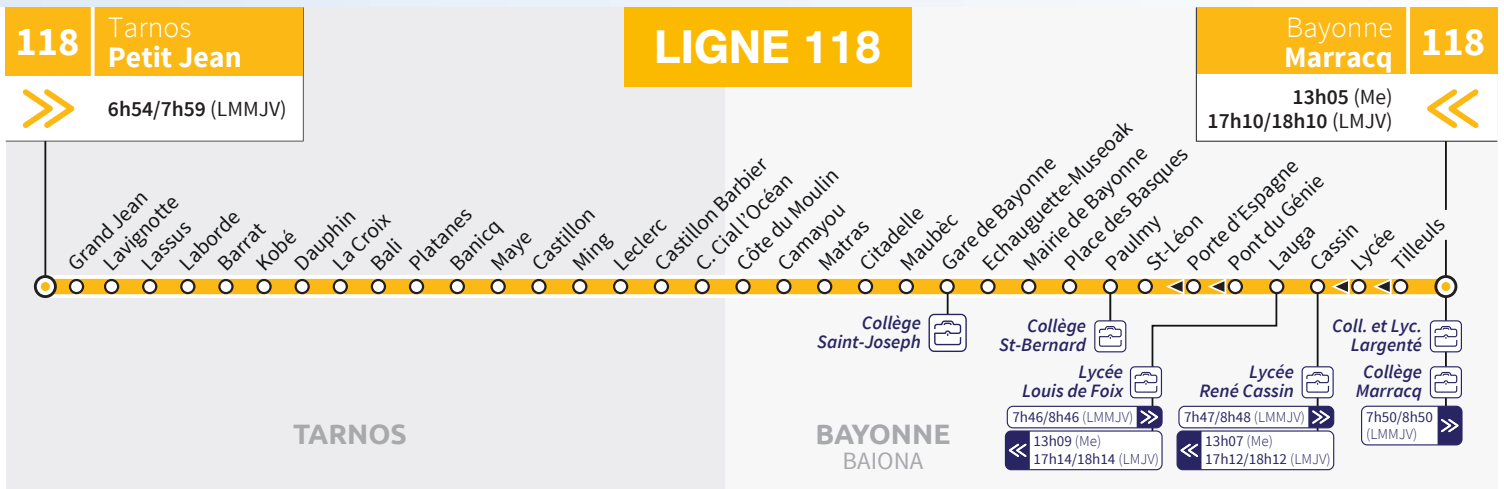 118
Tarnos
Petit Jean
6h54/7h59 (LMMJV)
LIGNE 118
Bayonne
Marracq
118
13h05 (Me)
17h10/18h10 (LMJV)
Grand Jean
Lavignotte
Lassus
Laborde
Barrat
Kobé
Dauphin
La Croix
Bali
Platanes
Banicq
Maye
Castillon
Ming
Leclerc
Castillon Barbier
C. Cial l'Océan
Côte du Moulin
Camayou
Matras
Citadelle
Maubèc
Gare de Bayonne
Echauguette-Museoak
Mairie de Bayonne
Place des Basques
Paulmy
St-Léon
Porte d'Espagne
Pont du Génie
Lauga
Cassin
Lycée
Tilleuls
Collège
Saint-Joseph
Collège
St-Bernard
Lycée
Louis de Foix
7h46/8h46 (LMMJV)
13h09 (Me)
17h14/18h14 (LMJV)
Lycée
René Cassin
7h47/8h48 (LMMJV)
13h07 (Me)
17h12/18h12 (LMJV)
Coll. et Lyc.
Largenté
Collège
Marracq
7h50/8h50
(LMMJV)
TARNOS
BAYONNE
BAIONA